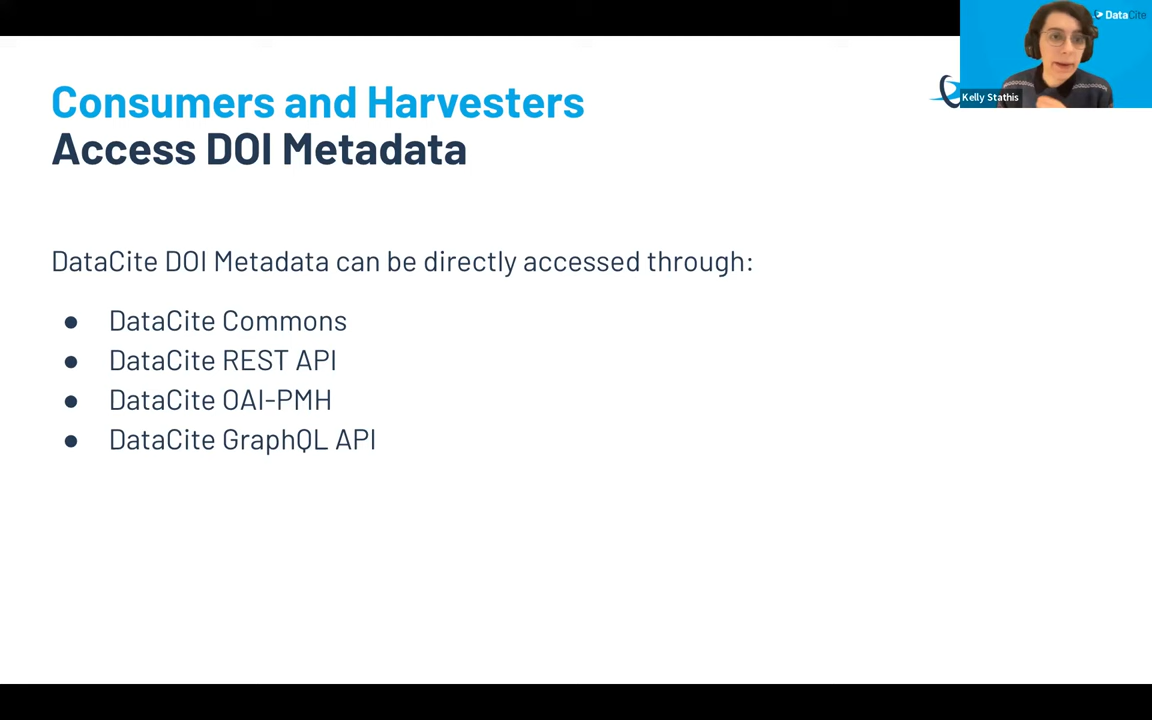 DataCite
Kelly Stathis
Consumers and Harvesters
Access DOI Metadata
DataCite DOI Metadata can be directly accessed through:
● DataCite Commons
● DataCite REST API
● DataCite OAI-PMH
● DataCite GraphQL API